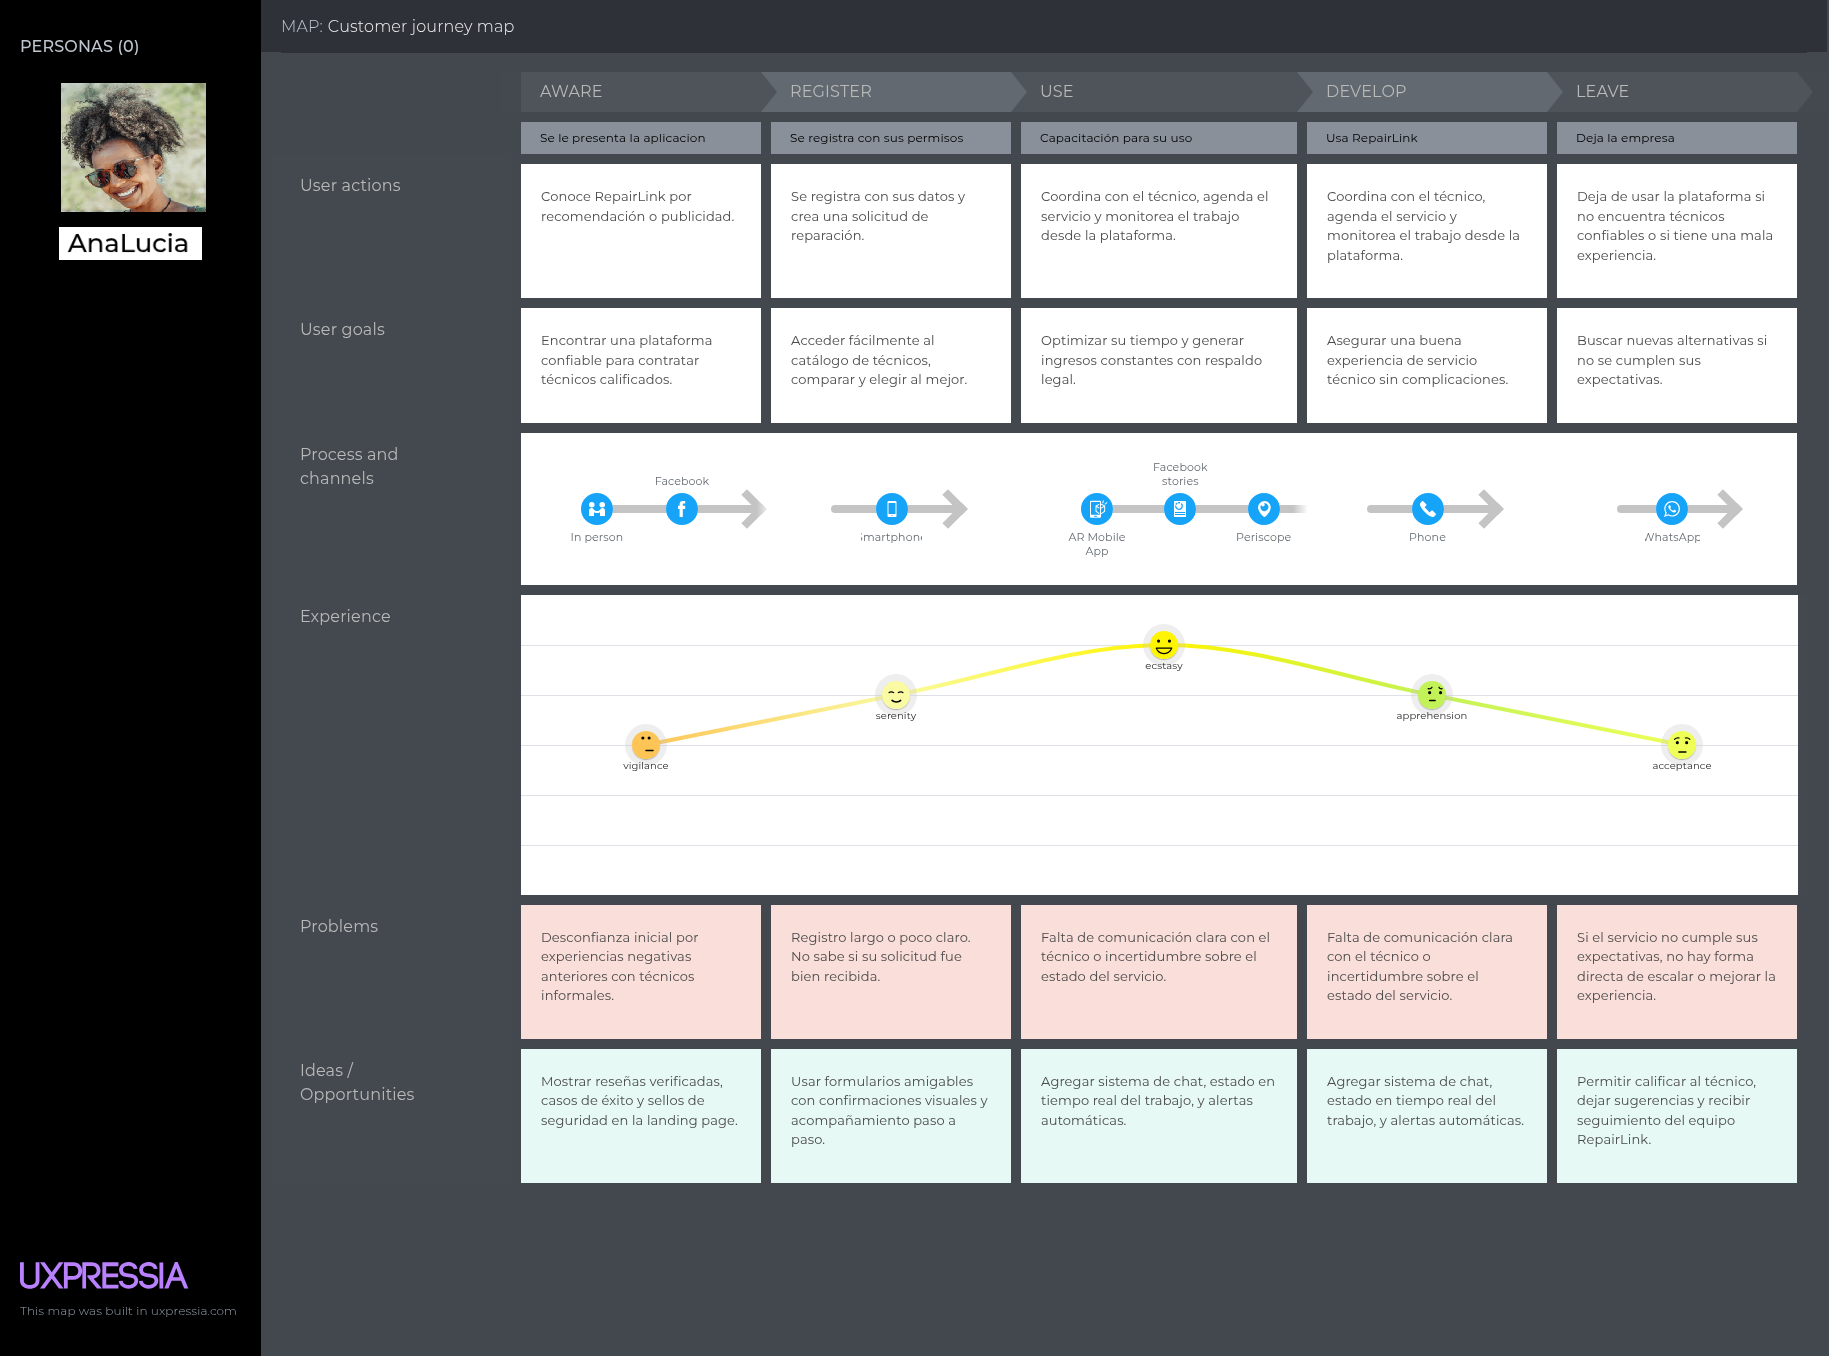 PERSONAS (0)
AnaLucia
MAP: Customer journey map
AWARE
REGISTER
USE
DEVELOP
LEAVE
Se le presenta la aplicacion
Se registra con sus permisos
Capacitación para su uso
Usa RepairLink
Deja la empresa
User actions
Conoce RepairLink por
recomendación o publicidad.
Se registra con sus datos y
crea una solicitud de
reparación.
Coordina con el técnico, agenda el
servicio y monitorea el trabajo
desde la plataforma.
Coordina con el técnico,
agenda el servicio y
monitorea el trabajo desde la
plataforma.
Deja de usar la plataforma si
no encuentra técnicos
confiables o si tiene una mala
experiencia.
User goals
Encontrar una plataforma
confiable para contratar
técnicos calificados.
Acceder fácilmente al
catálogo de técnicos,
comparar y elegir al mejor.
Optimizar su tiempo y generar
ingresos constantes con respaldo
legal.
Asegurar una buena
experiencia de servicio
técnico sin complicaciones.
Buscar nuevas alternativas si
no se cumplen sus
expectativas.
Process and
channels
In person
Facebook
Smartphone
AR Mobile
App
Facebook
stories
Periscope
Phone
WhatsApp
Experience
vigilance
serenity
ecstasy
apprehension
acceptance
Problems
Desconfianza inicial por
experiencias negativas
anteriores con técnicos
informales.
Registro largo o poco claro.
No sabe si su solicitud fue
bien recibida.
Falta de comunicación clara con el
técnico o incertidumbre sobre el
estado del servicio.
Falta de comunicación clara
con el técnico o
incertidumbre sobre el
estado del servicio.
Si el servicio no cumple sus
expectativas, no hay forma
directa de escalar o mejorar la
experiencia.
Ideas /
Opportunities
Mostrar reseñas verificadas,
casos de éxito y sellos de
seguridad en la landing page.
Usar formularios amigables
con confirmaciones visuales y
acompañamiento paso a
paso.
Agregar sistema de chat, estado en
tiempo real del trabajo, y alertas
automáticas.
Agregar sistema de chat,
estado en tiempo real del
trabajo, y alertas automáticas.
Permitir calificar al técnico,
dejar sugerencias y recibir
seguimiento del equipo
RepairLink.
UXPRESSIA
This map was built in uxpressia.com